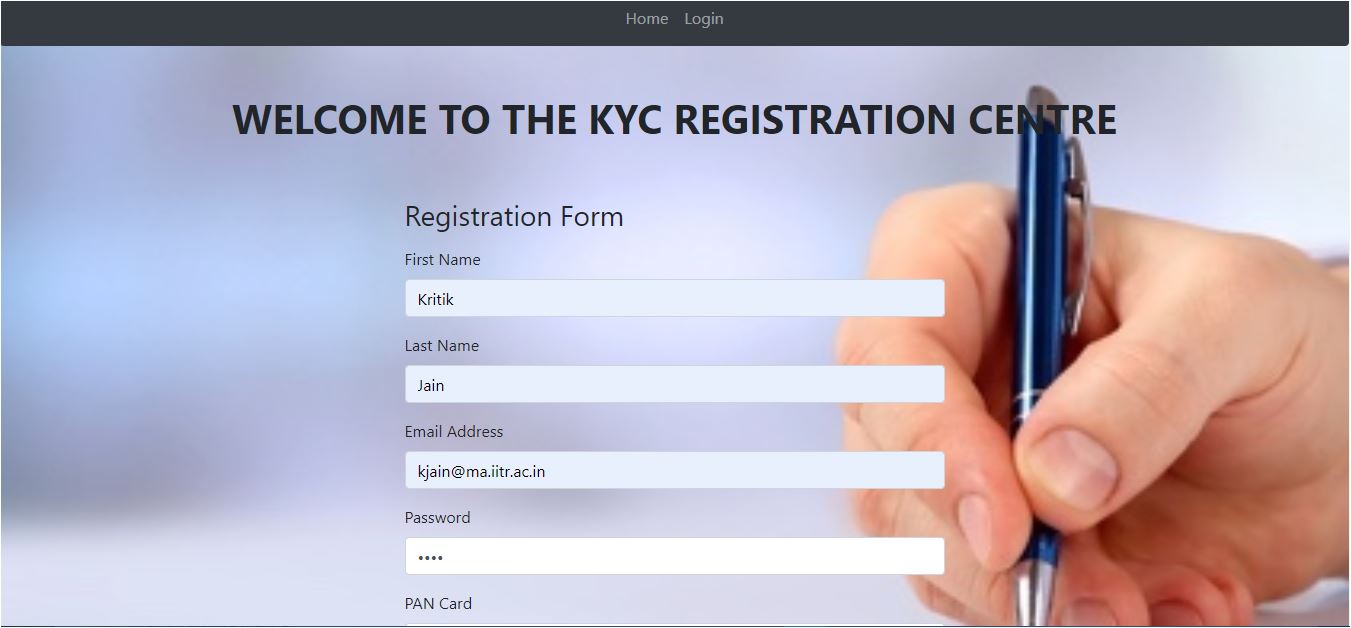 Home Login
WELCOME TO THE KYC REGISTRATION CENTRE
Registration Form
First Name
Kritik
Last Name
Jain
Email Address
kjain@ma.iitr.ac.in
Password
••••
PAN Card